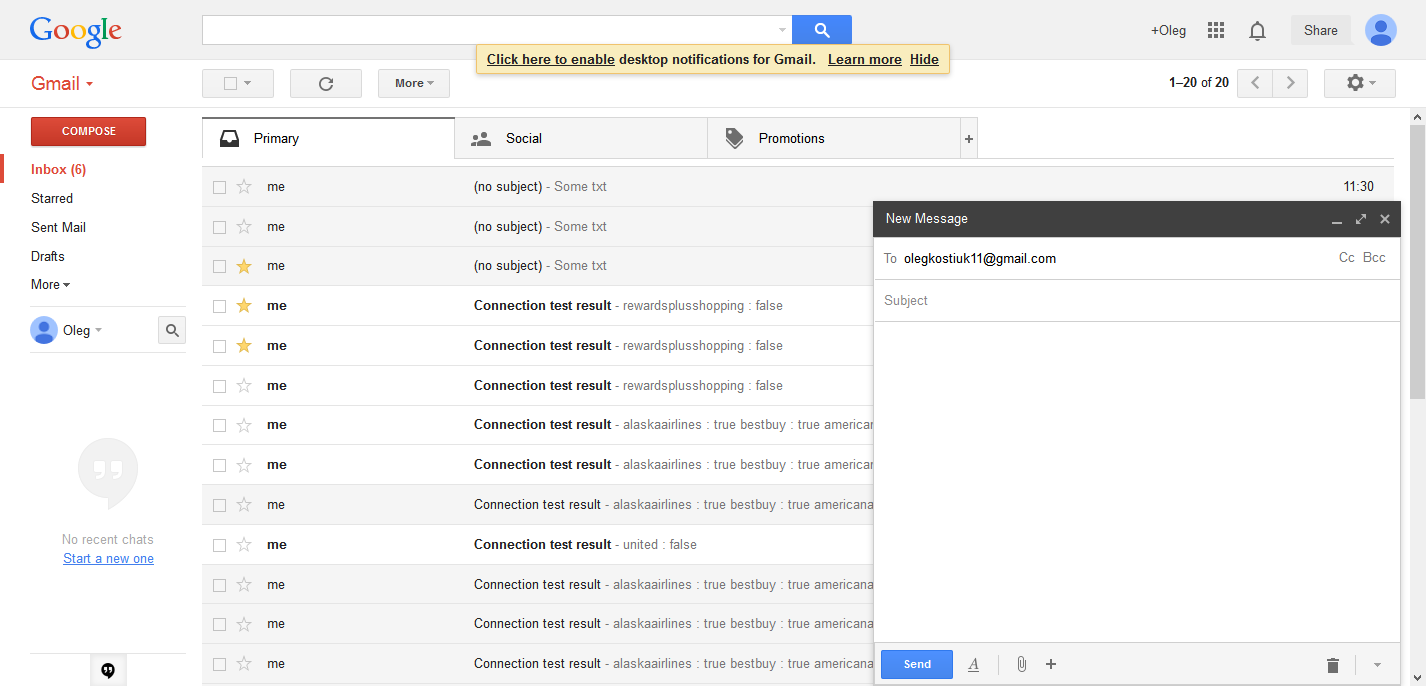 Google
+Oleg
Share
Click here to enable desktop notifications for Gmail. Learn more Hide
Gmail
More
1–20 of 20
COMPOSE
Inbox (6)
Starred
Sent Mail
Drafts
More
Oleg
No recent chats
Start a new one
Primary
Social
Promotions
+
me (no subject) - Some txt 11:30
me (no subject) - Some txt
me (no subject) - Some txt
me Connection test result - rewardsplusshopping : false
me Connection test result - rewardsplusshopping : false
me Connection test result - rewardsplusshopping : false
me Connection test result - alaskaairlines : true bestbuy : true american
me Connection test result - alaskaairlines : true bestbuy : true american
me Connection test result - alaskaairlines : true bestbuy : true americana
me Connection test result - united : false
me Connection test result - alaskaairlines : true bestbuy : true americana
me Connection test result - alaskaairlines : true bestbuy : true americana
me Connection test result - alaskaairlines : true bestbuy : true americana
New Message
To olegkostiuk11@gmail.com Cc Bcc
Subject
Send A +